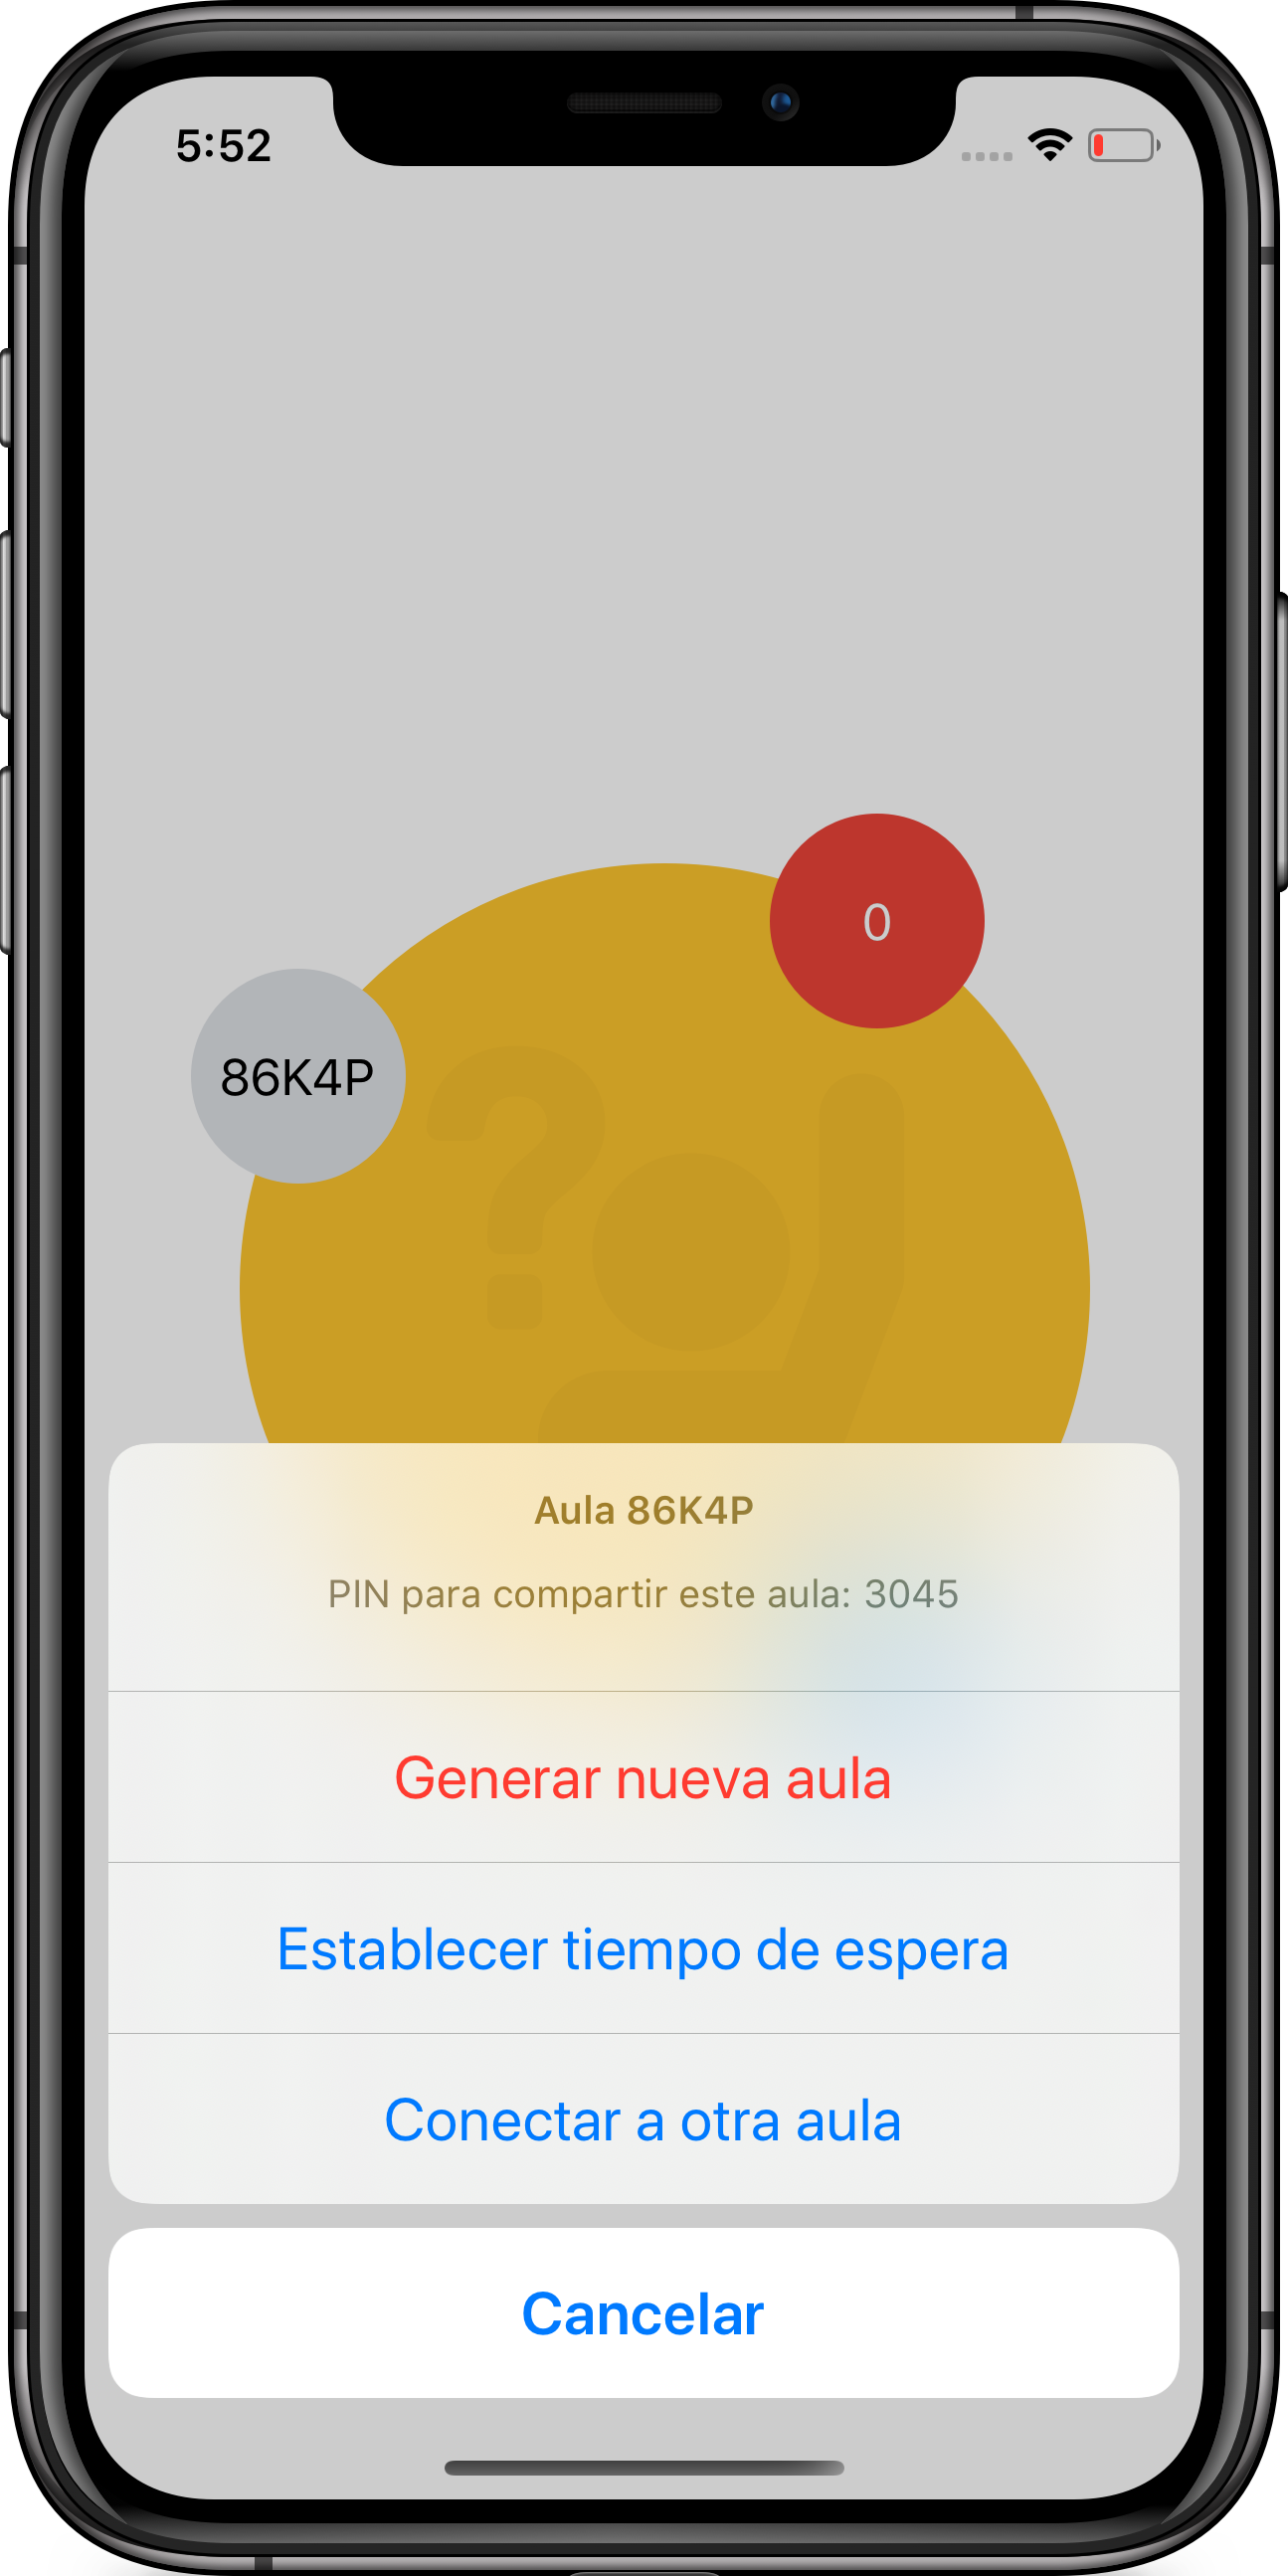 5:52
0
86K4P
Aula 86K4P
PIN para compartir este aula: 3045
Generar nueva aula
Establecer tiempo de espera
Conectar a otra aula
Cancelar